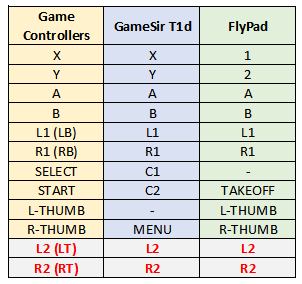 Game Controllers GameSir T1d FlyPad
X X 1
Y Y 2
A A A
B B B
L1 (LB) L1 L1
R1 (RB) R1 R1
SELECT C1 -
START C2 TAKEOFF
L-THUMB - L-THUMB
R-THUMB MENU R-THUMB
L2 (LT) L2 L2
R2 (RT) R2 R2